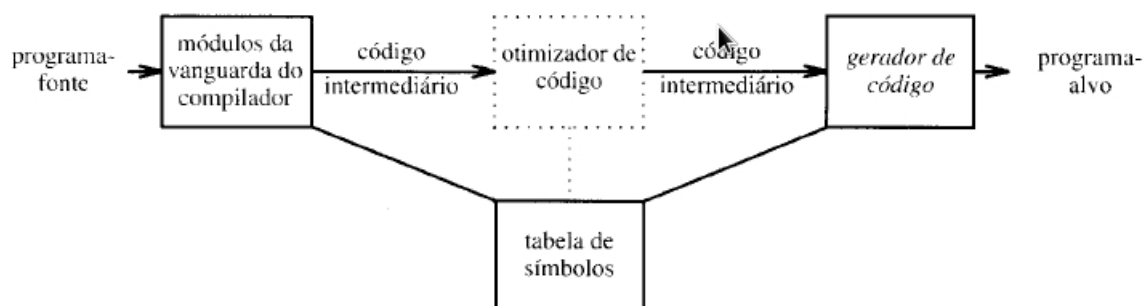 programa-
fonte
módulos da
vanguarda do
compilador
código
intermediário
otimizador de
código
código
intermediário
gerador de
código
programa-
alvo
tabela de
símbolos